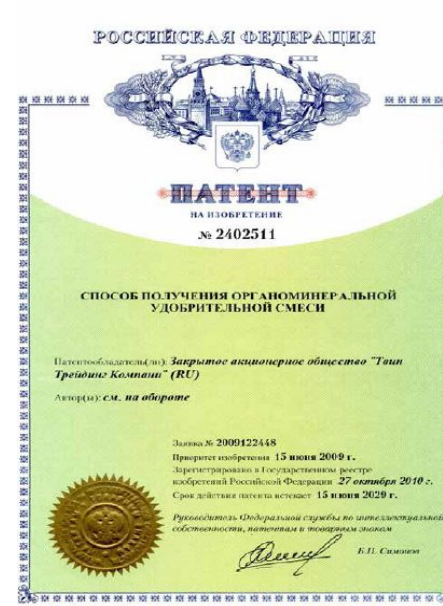 РОССИЙСКАЯ ФЕДЕРАЦИЯ
ПАТЕНТ
НА ИЗОБРЕТЕНИЕ
№ 2402511
СПОСОБ ПОЛУЧЕНИЯ ОРГАНОМИНЕРАЛЬНОЙ
УДОБРИТЕЛЬНОЙ СМЕСИ
Патентообладатель(ли): Закрытое акционерное общество "Твин
Трейдинг Компани" (RU)
Автор(ы): см. на обороте
Заявка № 2009122448
Приоритет изобретения 15 июня 2009 г.
Зарегистрировано в Государственном реестре
изобретений Российской Федерации 27 октября 2010 г.
Срок действия патента истекает 15 июня 2029 г.
Руководитель Федеральной службы по интеллектуальной
собственности, патентам и товарным знакам
Б.П. Симонов